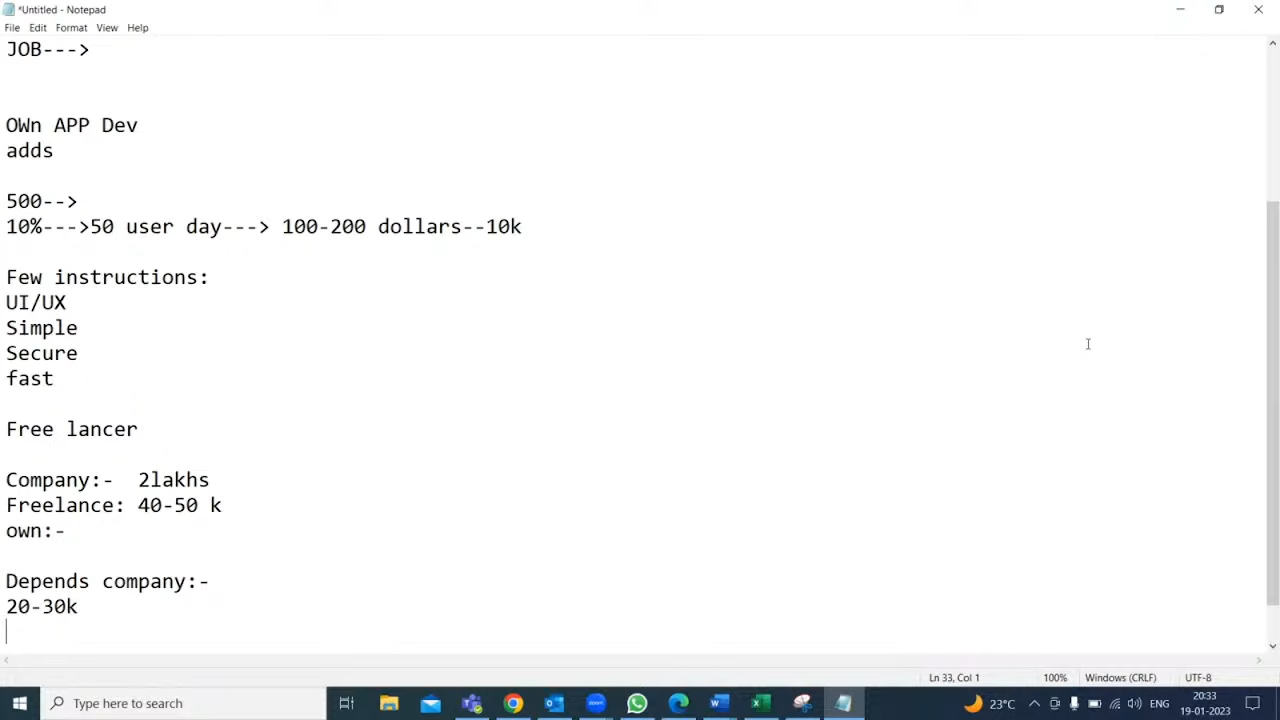 *Untitled - Notepad
File Edit Format View Help
JOB--->
OWn APP Dev
adds
500-->
10%--->50 user day---> 100-200 dollars--10k
Few instructions:
UI/UX
Simple
Secure
fast
Free lancer
Company:-  2lakhs
Freelance: 40-50 k
own:-
Depends company:-
20-30k
Ln 33, Col 1 100% Windows (CRLF) UTF-8
Type here to search
23°C ENG 20:33
19-01-2023